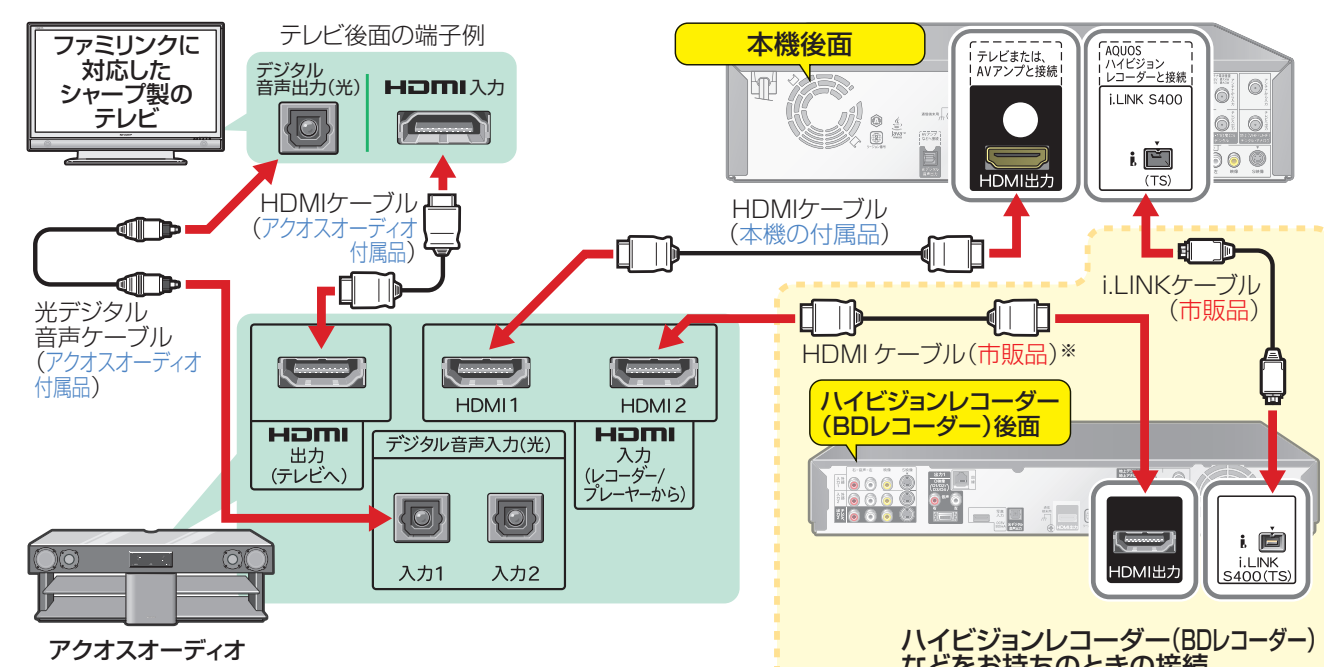 ファミリンクに
対応した
シャープ製の
テレビ
テレビ後面の端子例
デジタル
音声出力(光)
HDMI 入力
本機後面
テレビまたは、
AVアンプと接続
HDMI出力
AQUOS
ハイビジョン
レコーダーと接続
i.LINK S400
i.
(TS)
HDMIケーブル
(アクオスオーディオ
付属品)
HDMIケーブル
(本機の付属品)
i.LINKケーブル
(市販品)
光デジタル
音声ケーブル
(アクオスオーディオ
付属品)
HDMI ケーブル(市販品)※
HDMI1
HDMI2
HDMI
出力
(テレビへ)
デジタル音声入力(光)
入力1
入力2
HDMI
入力
(レコーダー/
プレーヤーから)
ハイビジョンレコーダー
(BDレコーダー)後面
HDMI出力
i.
i.LINK
S400(TS)
アクオスオーディオ
ハイビジョンレコーダー(BDレコーダー)
などをお持ちのときの接続